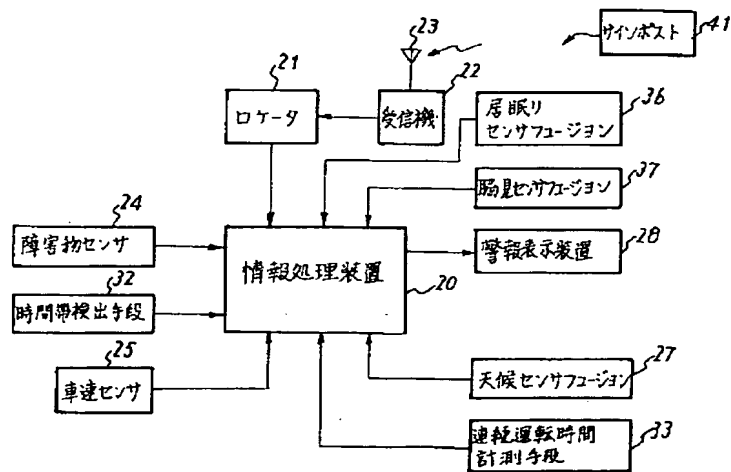 サインポスト
41
23
21
22
ロケータ
受信機
居眠り
センサフュージョン
36
脇見センサフュージョン
37
24
障害物センサ
情報処理装置
20
警報表示装置
28
32
時間帯検出手段
25
車速センサ
天候センサフュージョン
27
連続運転時間
計測手段
33